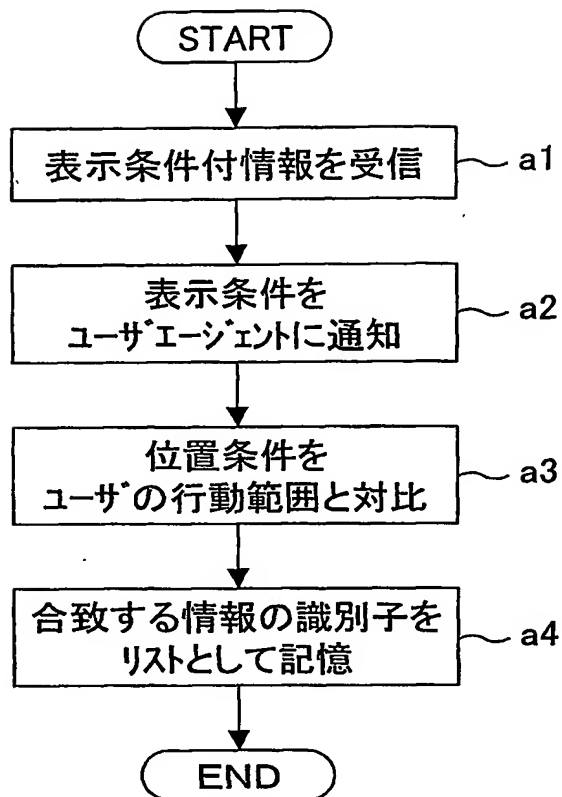 START
表示条件付情報を受信
a1
表示条件を
ユーザエージェントに通知
a2
位置条件を
ユーザの行動範囲と対比
a3
合致する情報の識別子を
リストとして記憶
a4
END